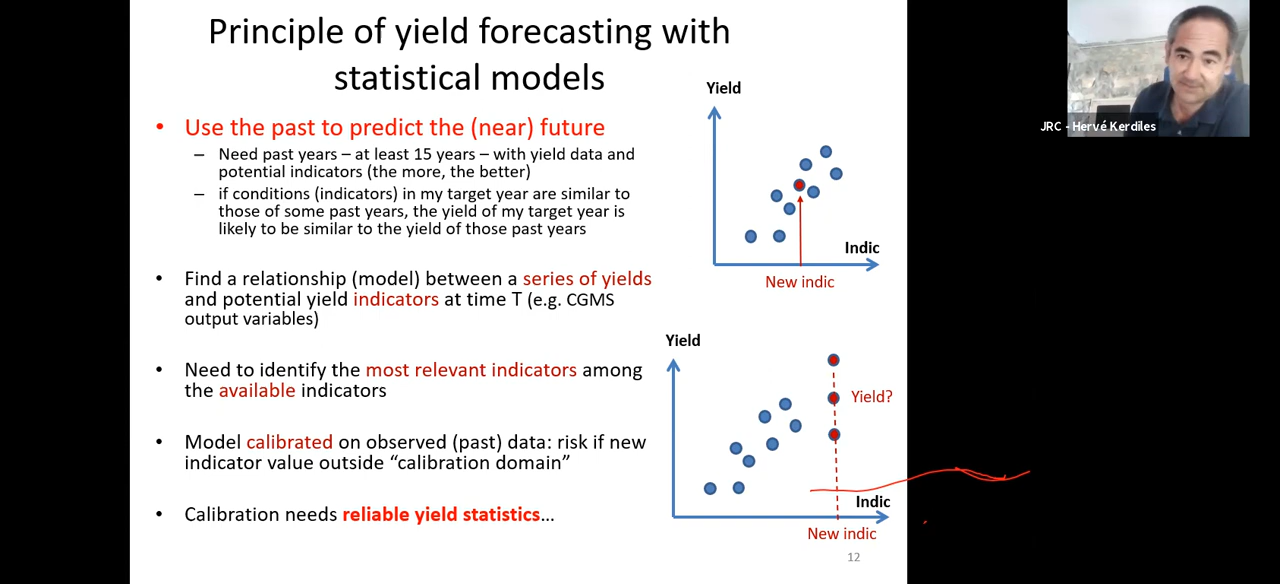 Principle of yield forecasting with
statistical models
• Use the past to predict the (near) future
– Need past years – at least 15 years – with yield data and
potential indicators (the more, the better)
– if conditions (indicators) in my target year are similar to
those of some past years, the yield of my target year is
likely to be similar to the yield of those past years
• Find a relationship (model) between a series of yields
and potential yield indicators at time T (e.g. CGMS
output variables)
• Need to identify the most relevant indicators among
the available indicators
• Model calibrated on observed (past) data: risk if new
indicator value outside “calibration domain”
• Calibration needs reliable yield statistics...
Yield
Indic
New indic
Yield
Yield?
Indic
New indic
12
JRC - Hervé Kerdiles